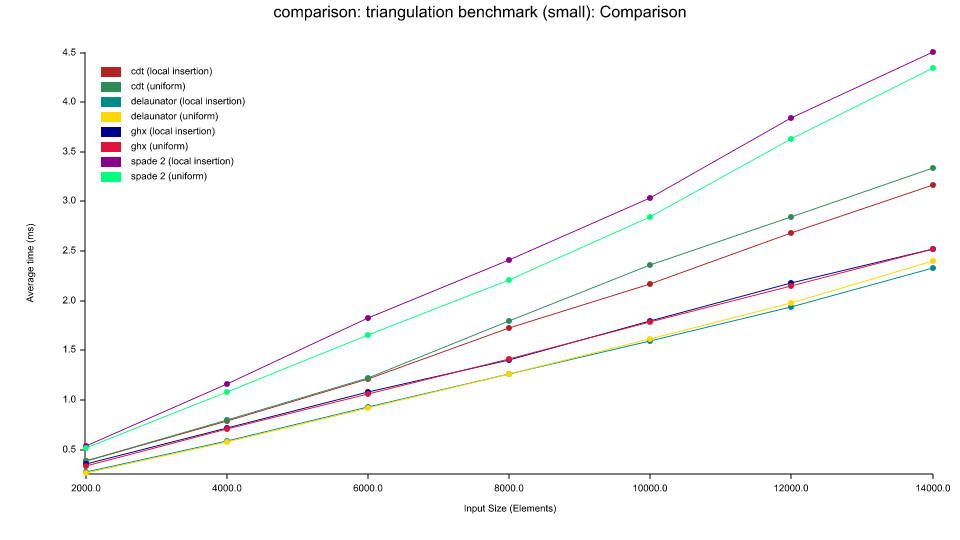 comparison: triangulation benchmark (small): Comparison
4.5
4.0
3.5
3.0
2.5
2.0
1.5
1.0
0.5
cdt (local insertion)
cdt (uniform)
delaunator (local insertion)
delaunator (uniform)
ghx (local insertion)
ghx (uniform)
spade 2 (local insertion)
spade 2 (uniform)
Average time (ms)
2000.0 4000.0 6000.0 8000.0 10000.0 12000.0 14000.0
Input Size (Elements)